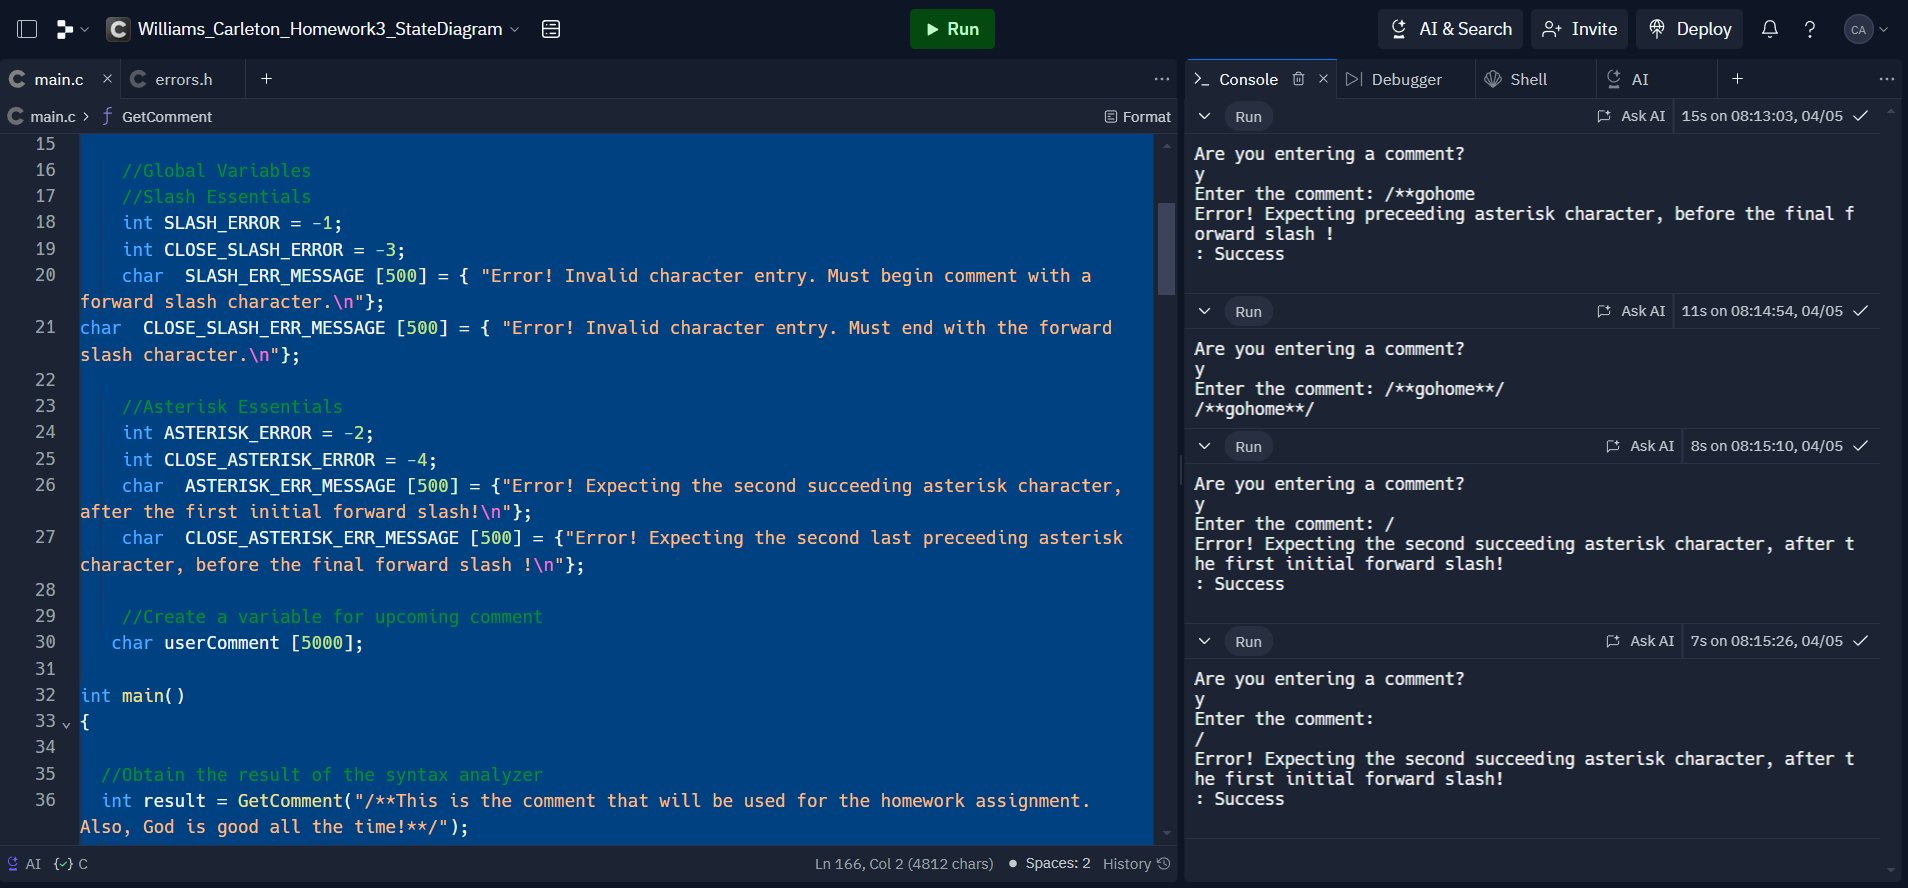 Williams_Carleton_Homework3_StateDiagram
Run
AI & Search
Invite
Deploy
CA
main.c
errors.h
Console
Debugger
Shell
AI
main.c > GetComment
Format
15
16 //Global Variables
17 //Slash Essentials
18 int SLASH_ERROR = -1;
19 int CLOSE_SLASH_ERROR = -3;
20 char  SLASH_ERR_MESSAGE [500] = { "Error! Invalid character entry. Must begin comment with a
forward slash character.\n"};
21 char  CLOSE_SLASH_ERR_MESSAGE [500] = { "Error! Invalid character entry. Must end with the forward
slash character.\n"};
22
23 //Asterisk Essentials
24 int ASTERISK_ERROR = -2;
25 int CLOSE_ASTERISK_ERROR = -4;
26 char  ASTERISK_ERR_MESSAGE [500] = {"Error! Expecting the second succeeding asterisk character,
after the first initial forward slash!\n"};
27 char  CLOSE_ASTERISK_ERR_MESSAGE [500] = {"Error! Expecting the second last preceeding asterisk
character, before the final forward slash !\n"};
28
29 //Create a variable for upcoming comment
30 char userComment [5000];
31
32 int main()
33 {
34
35 //Obtain the result of the syntax analyzer
36 int result = GetComment("/**This is the comment that will be used for the homework assignment.
Also, God is good all the time!**/");
AI
C
Ln 166, Col 2 (4812 chars)
Spaces: 2
History
Run
Ask AI
15s on 08:13:03, 04/05
Are you entering a comment?
y
Enter the comment: /**gohome
Error! Expecting preceeding asterisk character, before the final f
orward slash !
: Success
Run
Ask AI
11s on 08:14:54, 04/05
Are you entering a comment?
y
Enter the comment: /**gohome**/
/**gohome**/
Run
Ask AI
8s on 08:15:10, 04/05
Are you entering a comment?
y
Enter the comment: /
Error! Expecting the second succeeding asterisk character, after t
he first initial forward slash!
: Success
Run
Ask AI
7s on 08:15:26, 04/05
Are you entering a comment?
y
Enter the comment:
/
Error! Expecting the second succeeding asterisk character, after t
he first initial forward slash!
: Success